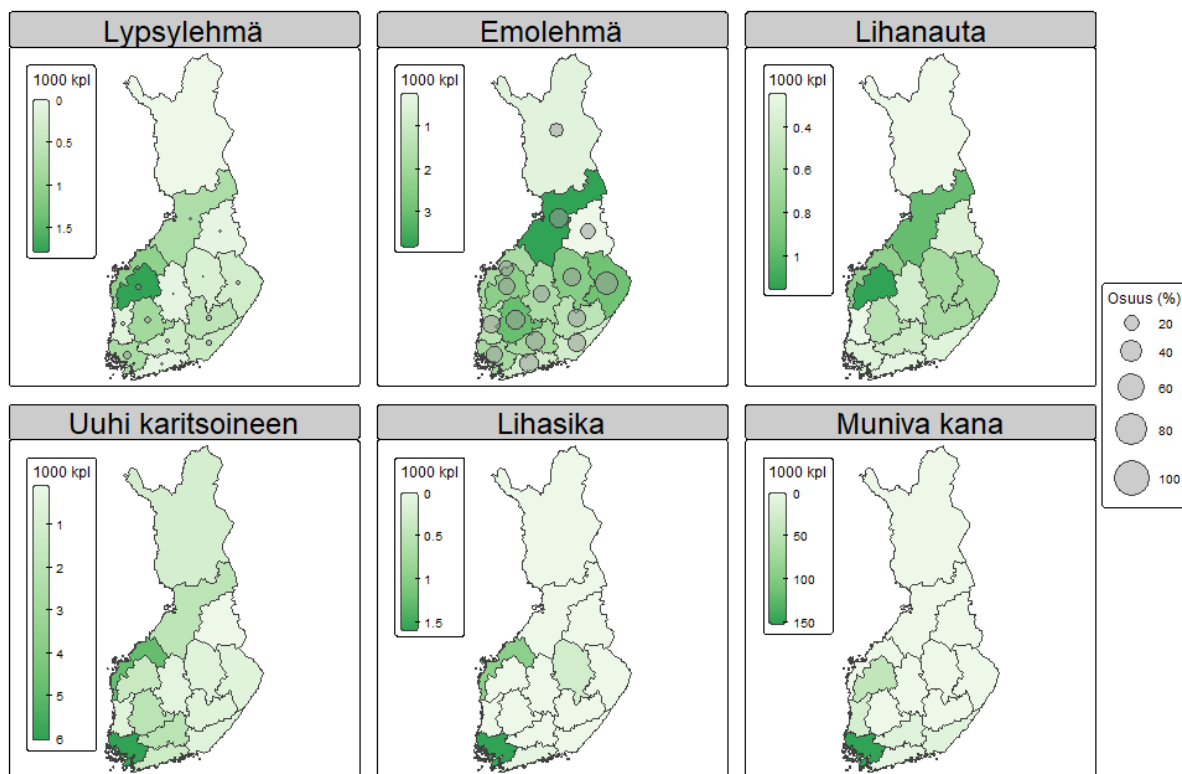 Lypsylehmä
1000 kpl
0
0.5
1
1.5
Emolehmä
1000 kpl
1
2
3
Lihanauta
1000 kpl
0.4
0.6
0.8
1
Osuus (%)
20
40
60
80
100
Uuhi karitsoineen
1000 kpl
1
2
3
4
5
6
Lihasika
1000 kpl
0
0.5
1
1.5
Muniva kana
1000 kpl
0
50
100
150